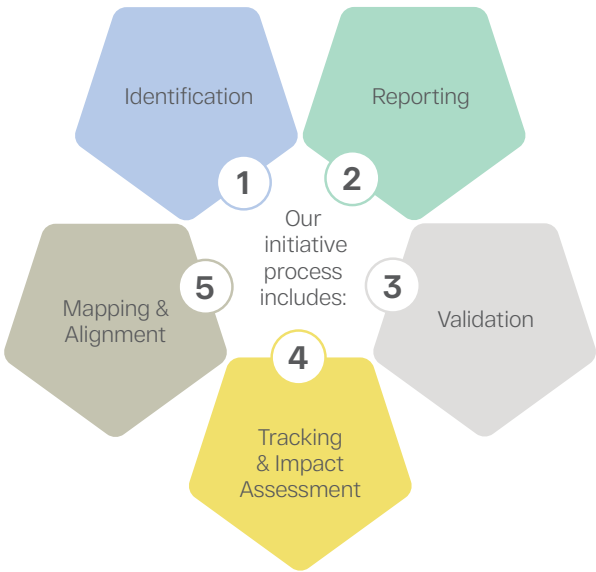 Our
initiative
process
includes:
1
Identification
2
Reporting
3
Validation
4
Tracking
& Impact
Assessment
5
Mapping &
Alignment